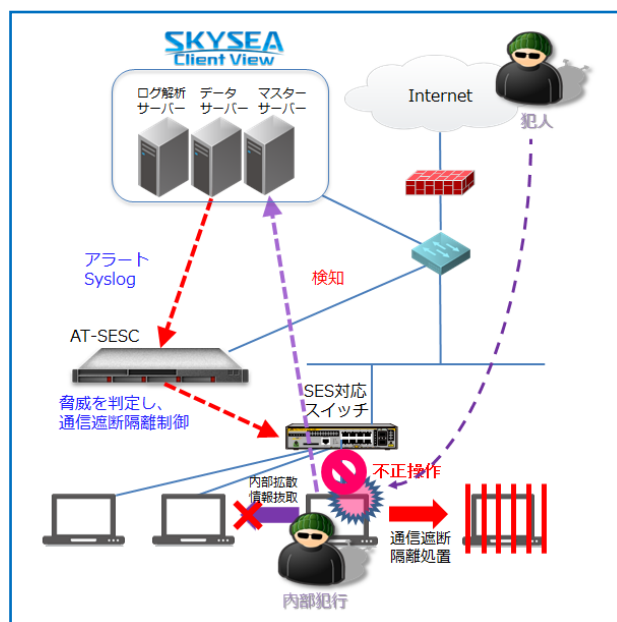 SKYSEA
Client View
ログ解析
サーバー
データ
サーバー
マスター
サーバー
Internet
犯人
アラート
Syslog
検知
AT-SESC
脅威を判定し、
通信遮断隔離制御
SES対応
スイッチ
不正操作
内部拡散
情報抜取
通信遮断
隔離処置
内部犯行